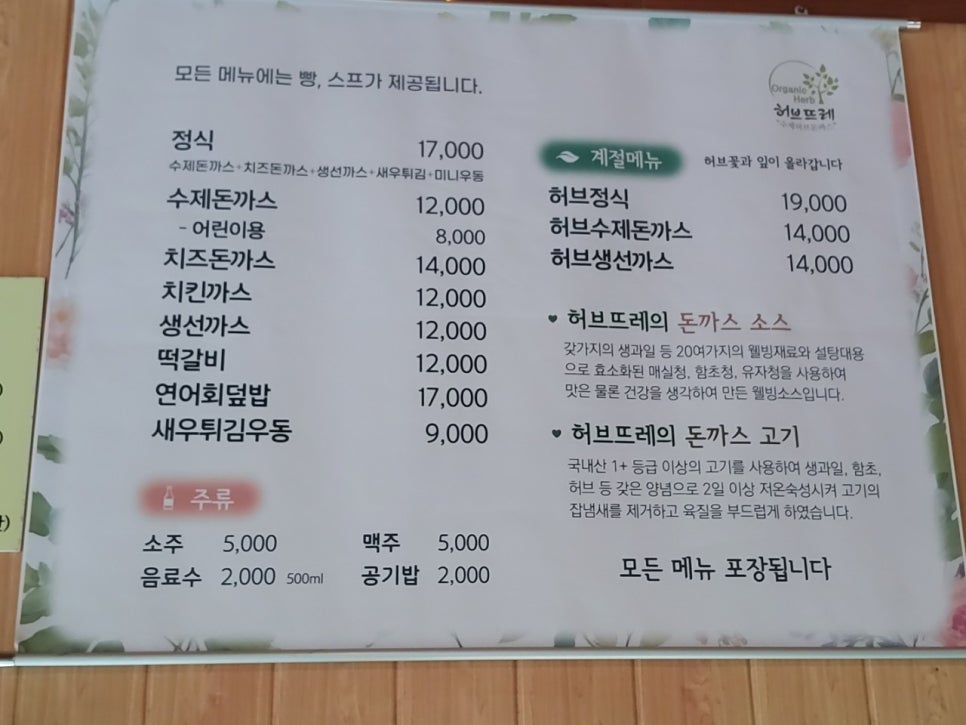 모든 메뉴에는 빵, 스프가 제공됩니다.
정식 17,000
수제돈까스+치즈돈까스+생선까스+새우튀김+미니우동
수제돈까스 12,000
- 어린이용 8,000
치즈돈까스 14,000
치킨까스 12,000
생선까스 12,000
떡갈비 12,000
연어회덮밥 17,000
새우튀김우동 9,000
주류
소주 5,000 맥주 5,000
음료수 2,000 500ml 공기밥 2,000
Organic
Herb
허브뜨레
"수제허브돈까스"
계절메뉴 허브꽃과 잎이 올라갑니다
허브정식 19,000
허브수제돈까스 14,000
허브생선까스 14,000
♥ 허브뜨레의 돈까스 소스
갖가지의 생과일 등 20여가지의 웰빙재료와 설탕대용
으로 효소화된 매실청, 함초청, 유자청을 사용하여
맛은 물론 건강을 생각하여 만든 웰빙소스입니다.
♥ 허브뜨레의 돈까스 고기
국내산 1+ 등급 이상의 고기를 사용하여 생과일, 함초,
허브 등 갖은 양념으로 2일 이상 저온숙성시켜 고기의
잡냄새를 제거하고 육질을 부드럽게 하였습니다.
모든 메뉴 포장됩니다